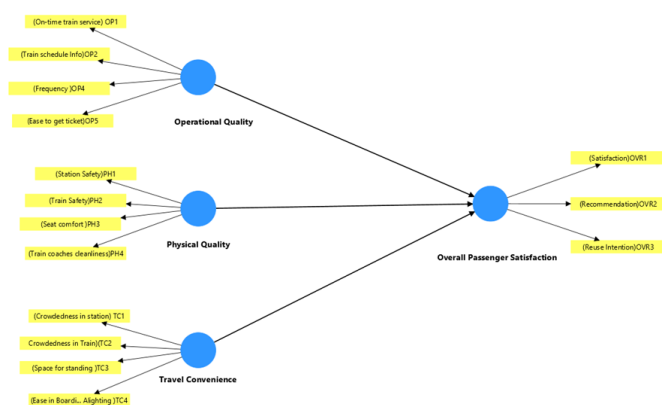 (On-time train service) OP1
(Train schedule Info)OP2
(Frequency )OP4
(Ease to get ticket)OP5
Operational Quality
(Station Safety)PH1
(Train Safety)PH2
(Seat comfort )PH3
(Train coaches cleanliness)PH4
Physical Quality
(Crowdedness in station) TC1
Crowdedness in Train)(TC2
(Space for standing )TC3
(Ease in Boardi... Alighting )TC4
Travel Convenience
(Satisfaction)OVR1
(Recommendation)OVR2
(Reuse Intention)OVR3
Overall Passenger Satisfaction